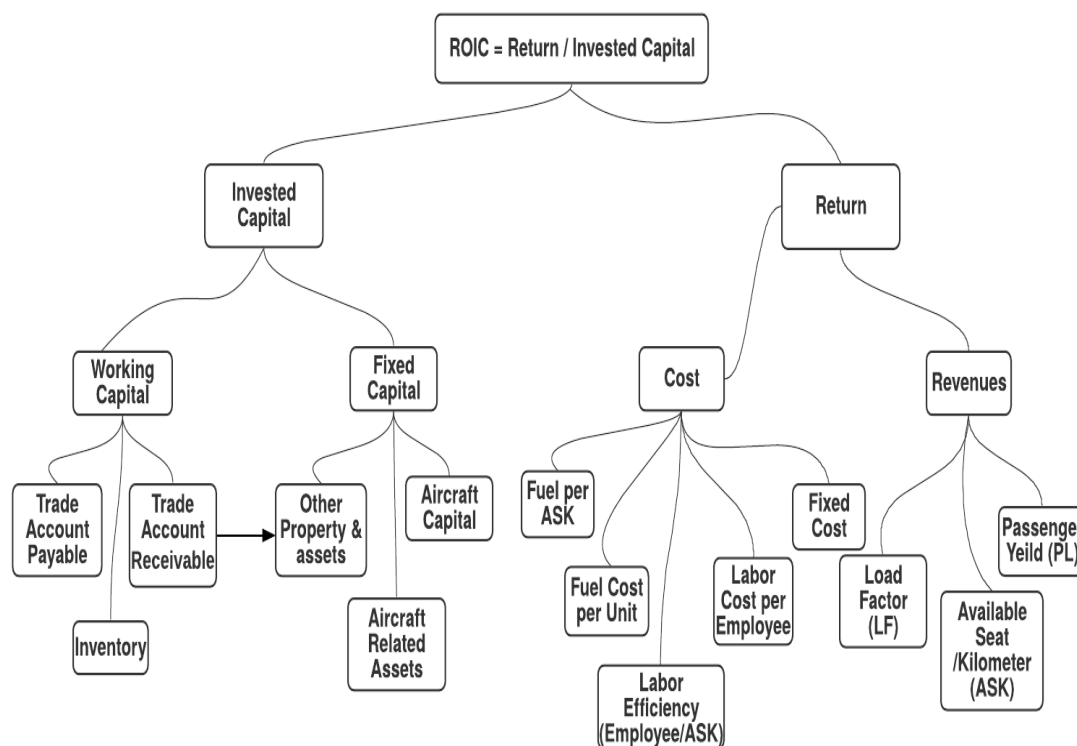 ROIC = Return / Invested Capital
Invested
Capital
Return
Working
Capital
Fixed
Capital
Cost
Revenues
Trade
Account
Payable
Trade
Account
Receivable
Inventory
Other
Property &
assets
Aircraft
Related
Assets
Aircraft
Capital
Fuel per
ASK
Fuel Cost
per Unit
Labor
Efficiency
(Employee/ASK)
Labor
Cost per
Employee
Fixed
Cost
Load
Factor
(LF)
Available
Seat
/Kilometer
(ASK)
Passenge
Yeild (PL)